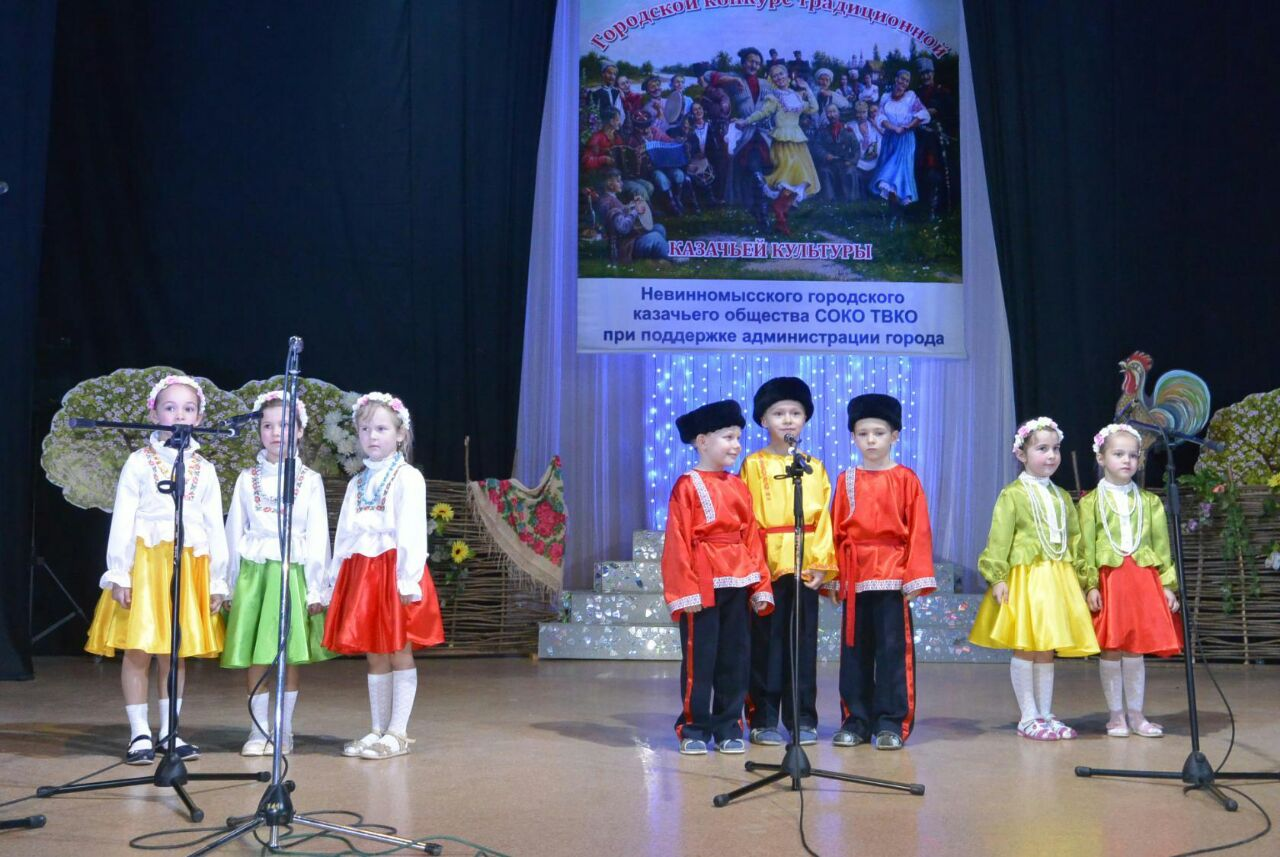 Городской конкурс традиционной
КАЗАЧЬЕЙ КУЛЬТУРЫ
Невинномысского городского
казачьего общества СОКО ТВКО
при поддержке администрации города